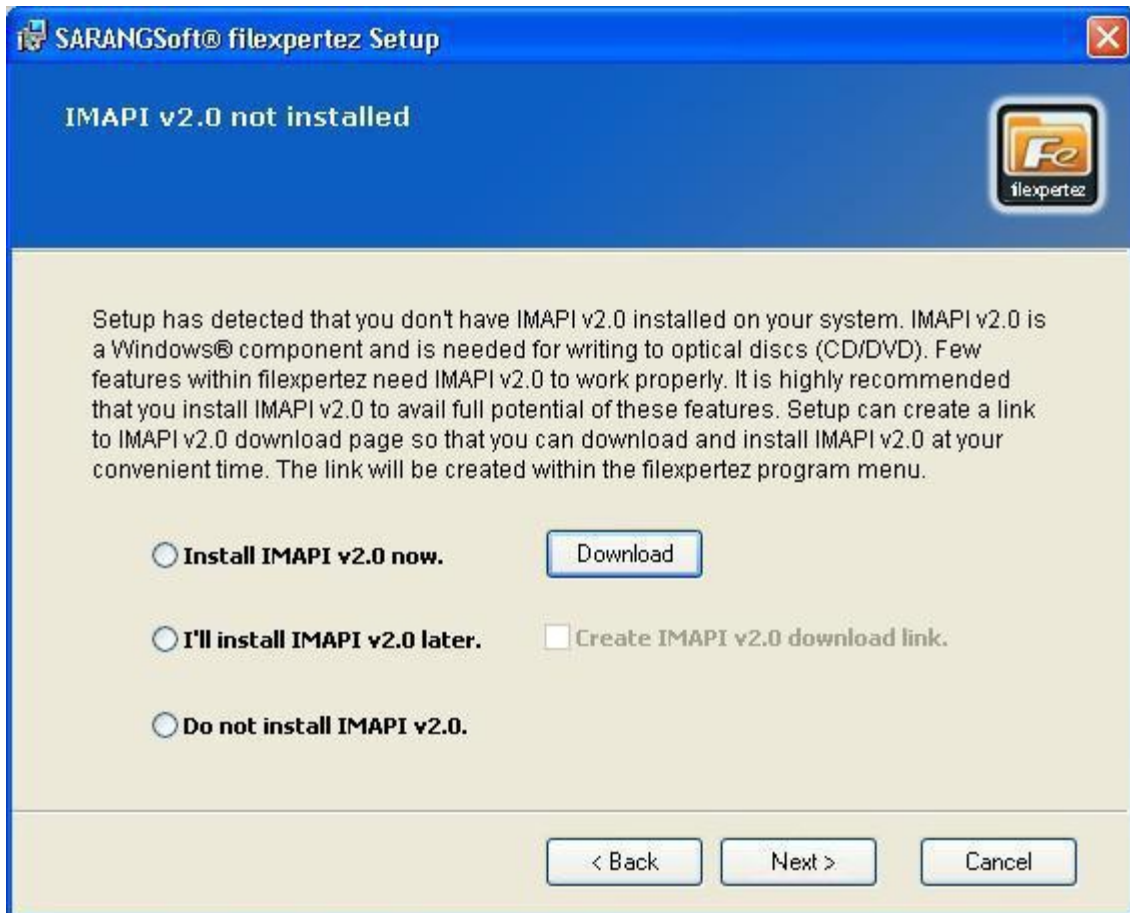 SARANGSoft® filexpertez Setup
IMAPI v2.0 not installed
Fe
filexpertez
Setup has detected that you don't have IMAPI v2.0 installed on your system. IMAPI v2.0 is
a Windows® component and is needed for writing to optical discs (CD/DVD). Few
features within filexpertez need IMAPI v2.0 to work properly. It is highly recommended
that you install IMAPI v2.0 to avail full potential of these features. Setup can create a link
to IMAPI v2.0 download page so that you can download and install IMAPI v2.0 at your
convenient time. The link will be created within the filexpertez program menu.
Install IMAPI v2.0 now. Download
I'll install IMAPI v2.0 later. Create IMAPI v2.0 download link.
Do not install IMAPI v2.0.
< Back Next > Cancel